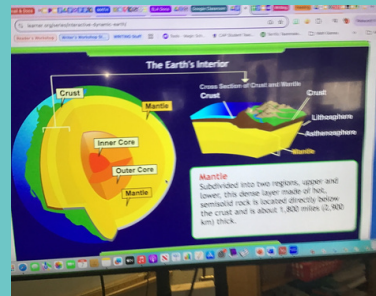 The Earth's Interior
Crust
Mantle
Inner Core
Outer Core
Mantle
Cross Section of Crust and Mantle
Crust
Crust
Lithosphere
Asthenosphere
Mantle
Mantle
Subdivided into two regions, upper and
lower, this dense layer made of hot,
semisolid rock is located directly below
the crust and is about 1,800 miles (2,900
km) thick.